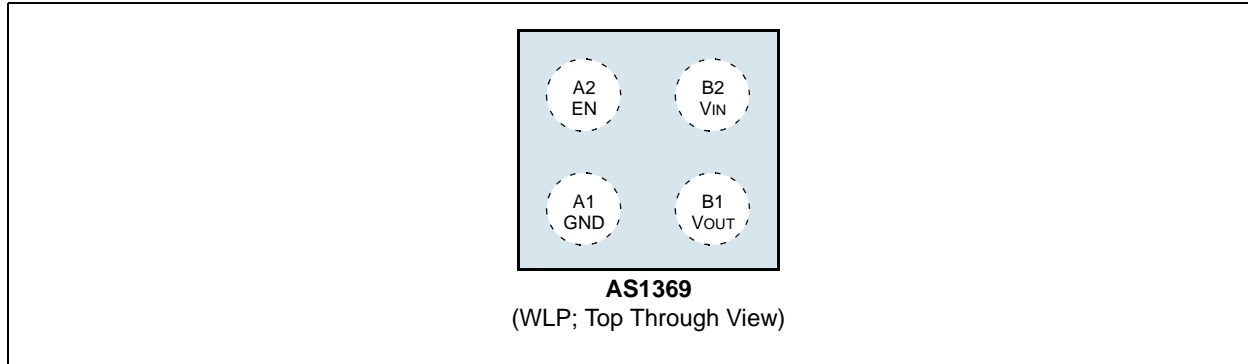 A2
EN
B2
VIN
A1
GND
B1
VOUT
AS1369
(WLP; Top Through View)